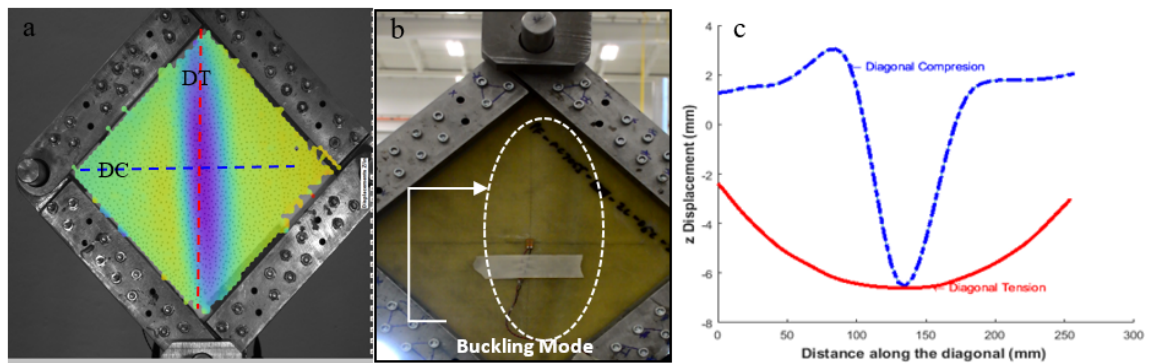 a
DT
DC
b
Buckling Mode
c
4
2
0
-2
-4
-6
-8
z Displacement (mm)
Diagonal Compresion
Diagonal Tension
0
50
100
150
200
250
300
Distance along the diagonal (mm)